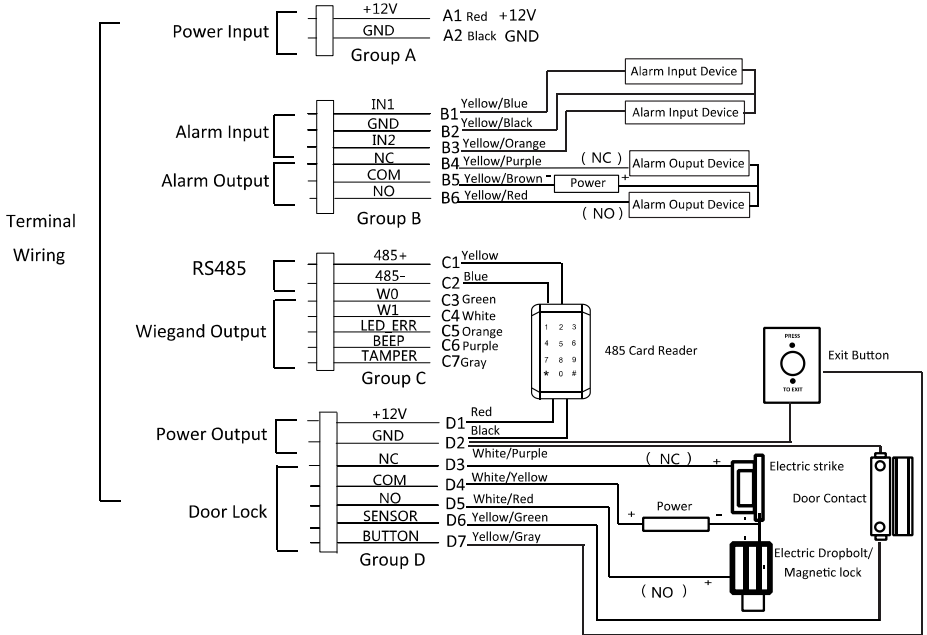 Terminal
Wiring
Power Input
+12V
A1 Red +12V
GND
A2 Black GND
Group A
Alarm Input
Alarm Output
IN1
B1 Yellow/Blue
GND
B2 Yellow/Black
IN2
B3 Yellow/Orange
NC
B4 Yellow/Purple
COM
B5 Yellow/Brown
NO
B6 Yellow/Red
Group B
Alarm Input Device
Alarm Input Device
( NC )
Alarm Ouput Device
- Power +
( NO )
Alarm Ouput Device
RS485
Wiegand Output
485+
C1 Yellow
485-
C2 Blue
W0
C3 Green
W1
C4 White
LED_ERR
C5 Orange
BEEP
C6 Purple
TAMPER
C7 Gray
Group C
1 2 3
4 5 6
7 8 9
* 0 #
485 Card Reader
PRESS
TO EXIT
Exit Button
Power Output
Door Lock
+12V
D1 Red
GND
D2 Black
NC
D3 White/Purple
COM
D4 White/Yellow
NO
D5 White/Red
SENSOR
D6 Yellow/Green
BUTTON
D7 Yellow/Gray
Group D
( NC ) +
Electric strike
+ Power -
Door Contact
Electric Dropbolt/
Magnetic lock
( NO ) +